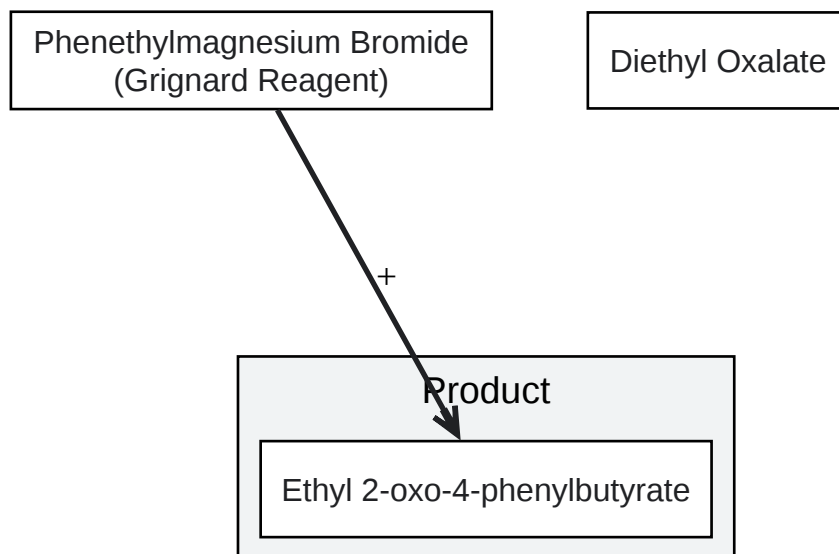 Phenethylmagnesium Bromide
(Grignard Reagent)
Diethyl Oxalate
+
Product
Ethyl 2-oxo-4-phenylbutyrate